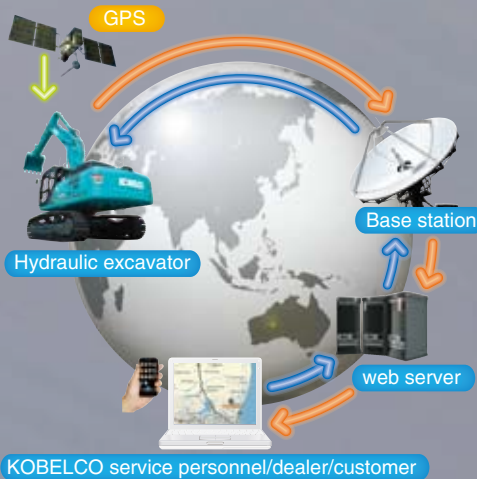 GPS
Base station
Hydraulic excavator
web server
KOBELCO service personnel/dealer/customer